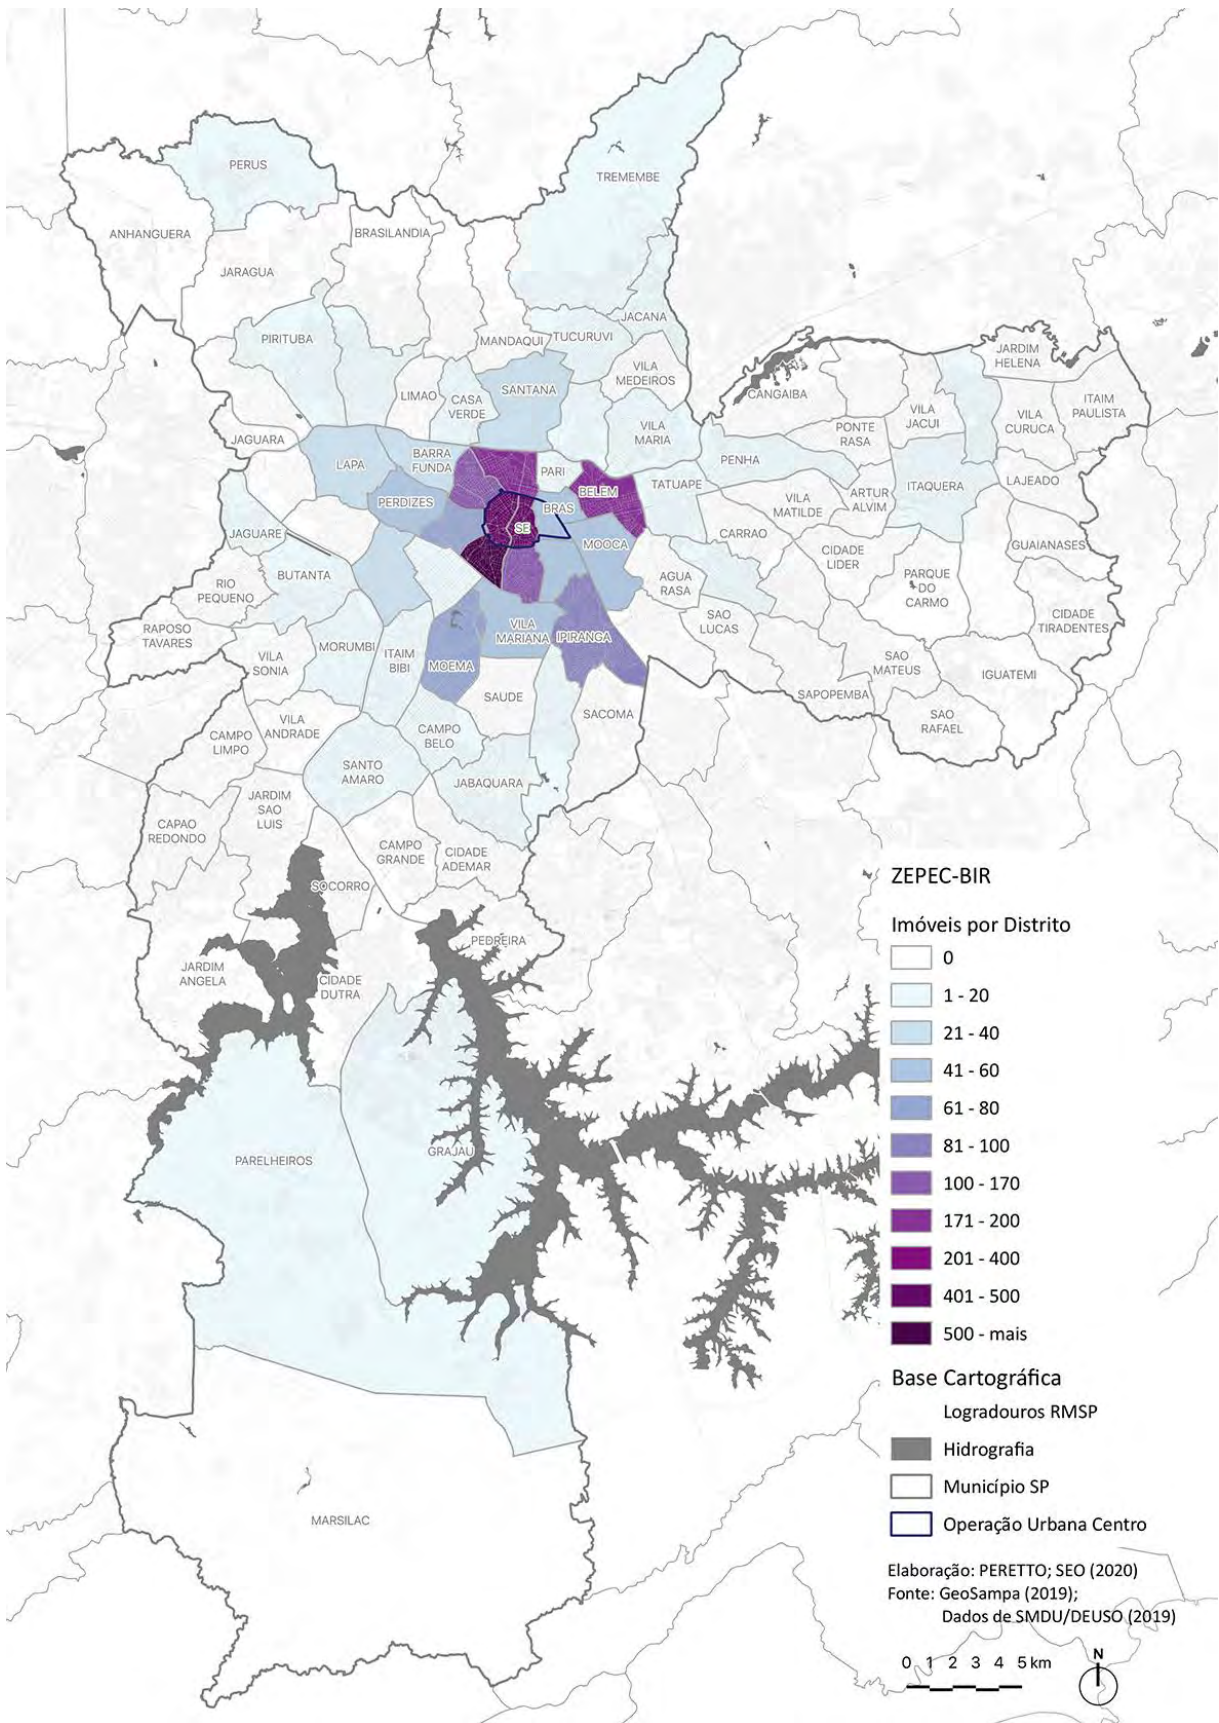 PERUS
TREMEMBE
ANHANGUERA
BRASILANDIA
JARAGUA
JACANA
PIRITUBA
MANDAQUI
TUCURUVI
JARDIM
HELENA
VILA
MEDEIROS
SANTANA
CANGAIBA
LIMAO
CASA
VERDE
ITAIM
PAULISTA
VILA
JACUI
VILA
CURUCA
VILA
MARIA
PONTE
RASA
JAGUARA
BARRA
FUNDA
LAPA
PARI
PENHA
BELEM
TATUAPE
ITAQUERA
LAJEADO
PERDIZES
ARTUR
ALVIM
VILA
MATILDE
BRAS
SE
JAGUARE
CARRAO
MOOCA
GUAIANASES
CIDADE
LIDER
BUTANTA
RIO
PEQUENO
AGUA
RASA
PARQUE
DO
CARMO
CIDADE
TIRADENTES
RAPOSO
TAVARES
VILA
MARIANA
IPIRANGA
SAO
LUCAS
MORUMBI
ITAIM
BIBI
VILA
SONIA
MOEMA
SAO
MATEUS
IGUATEMI
SAUDE
SAPOPEMBA
SACOMA
SAO
RAFAEL
VILA
ANDRADE
CAMPO
LIMPO
CAMPO
BELO
SANTO
AMARO
JABAQUARA
JARDIM
SAO
LUIS
CAPAO
REDONDO
CAMPO
GRANDE
CIDADE
ADEMAR
SOCORRO
PEDREIRA
JARDIM
ANGELA
CIDADE
DUTRA
GRAJAU
PARELHEIROS
MARSILAC
ZEPEC-BIR
Imóveis por Distrito
0
1 - 20
21 - 40
41 - 60
61 - 80
81 - 100
100 - 170
171 - 200
201 - 400
401 - 500
500 - mais
Base Cartográfica
Logradouros RMSP
Hidrografia
Município SP
Operação Urbana Centro
Elaboração: PERETTO; SEO (2020)
Fonte: GeoSampa (2019);
Dados de SMDU/DEUSO (2019)
0 1 2 3 4 5 km
N